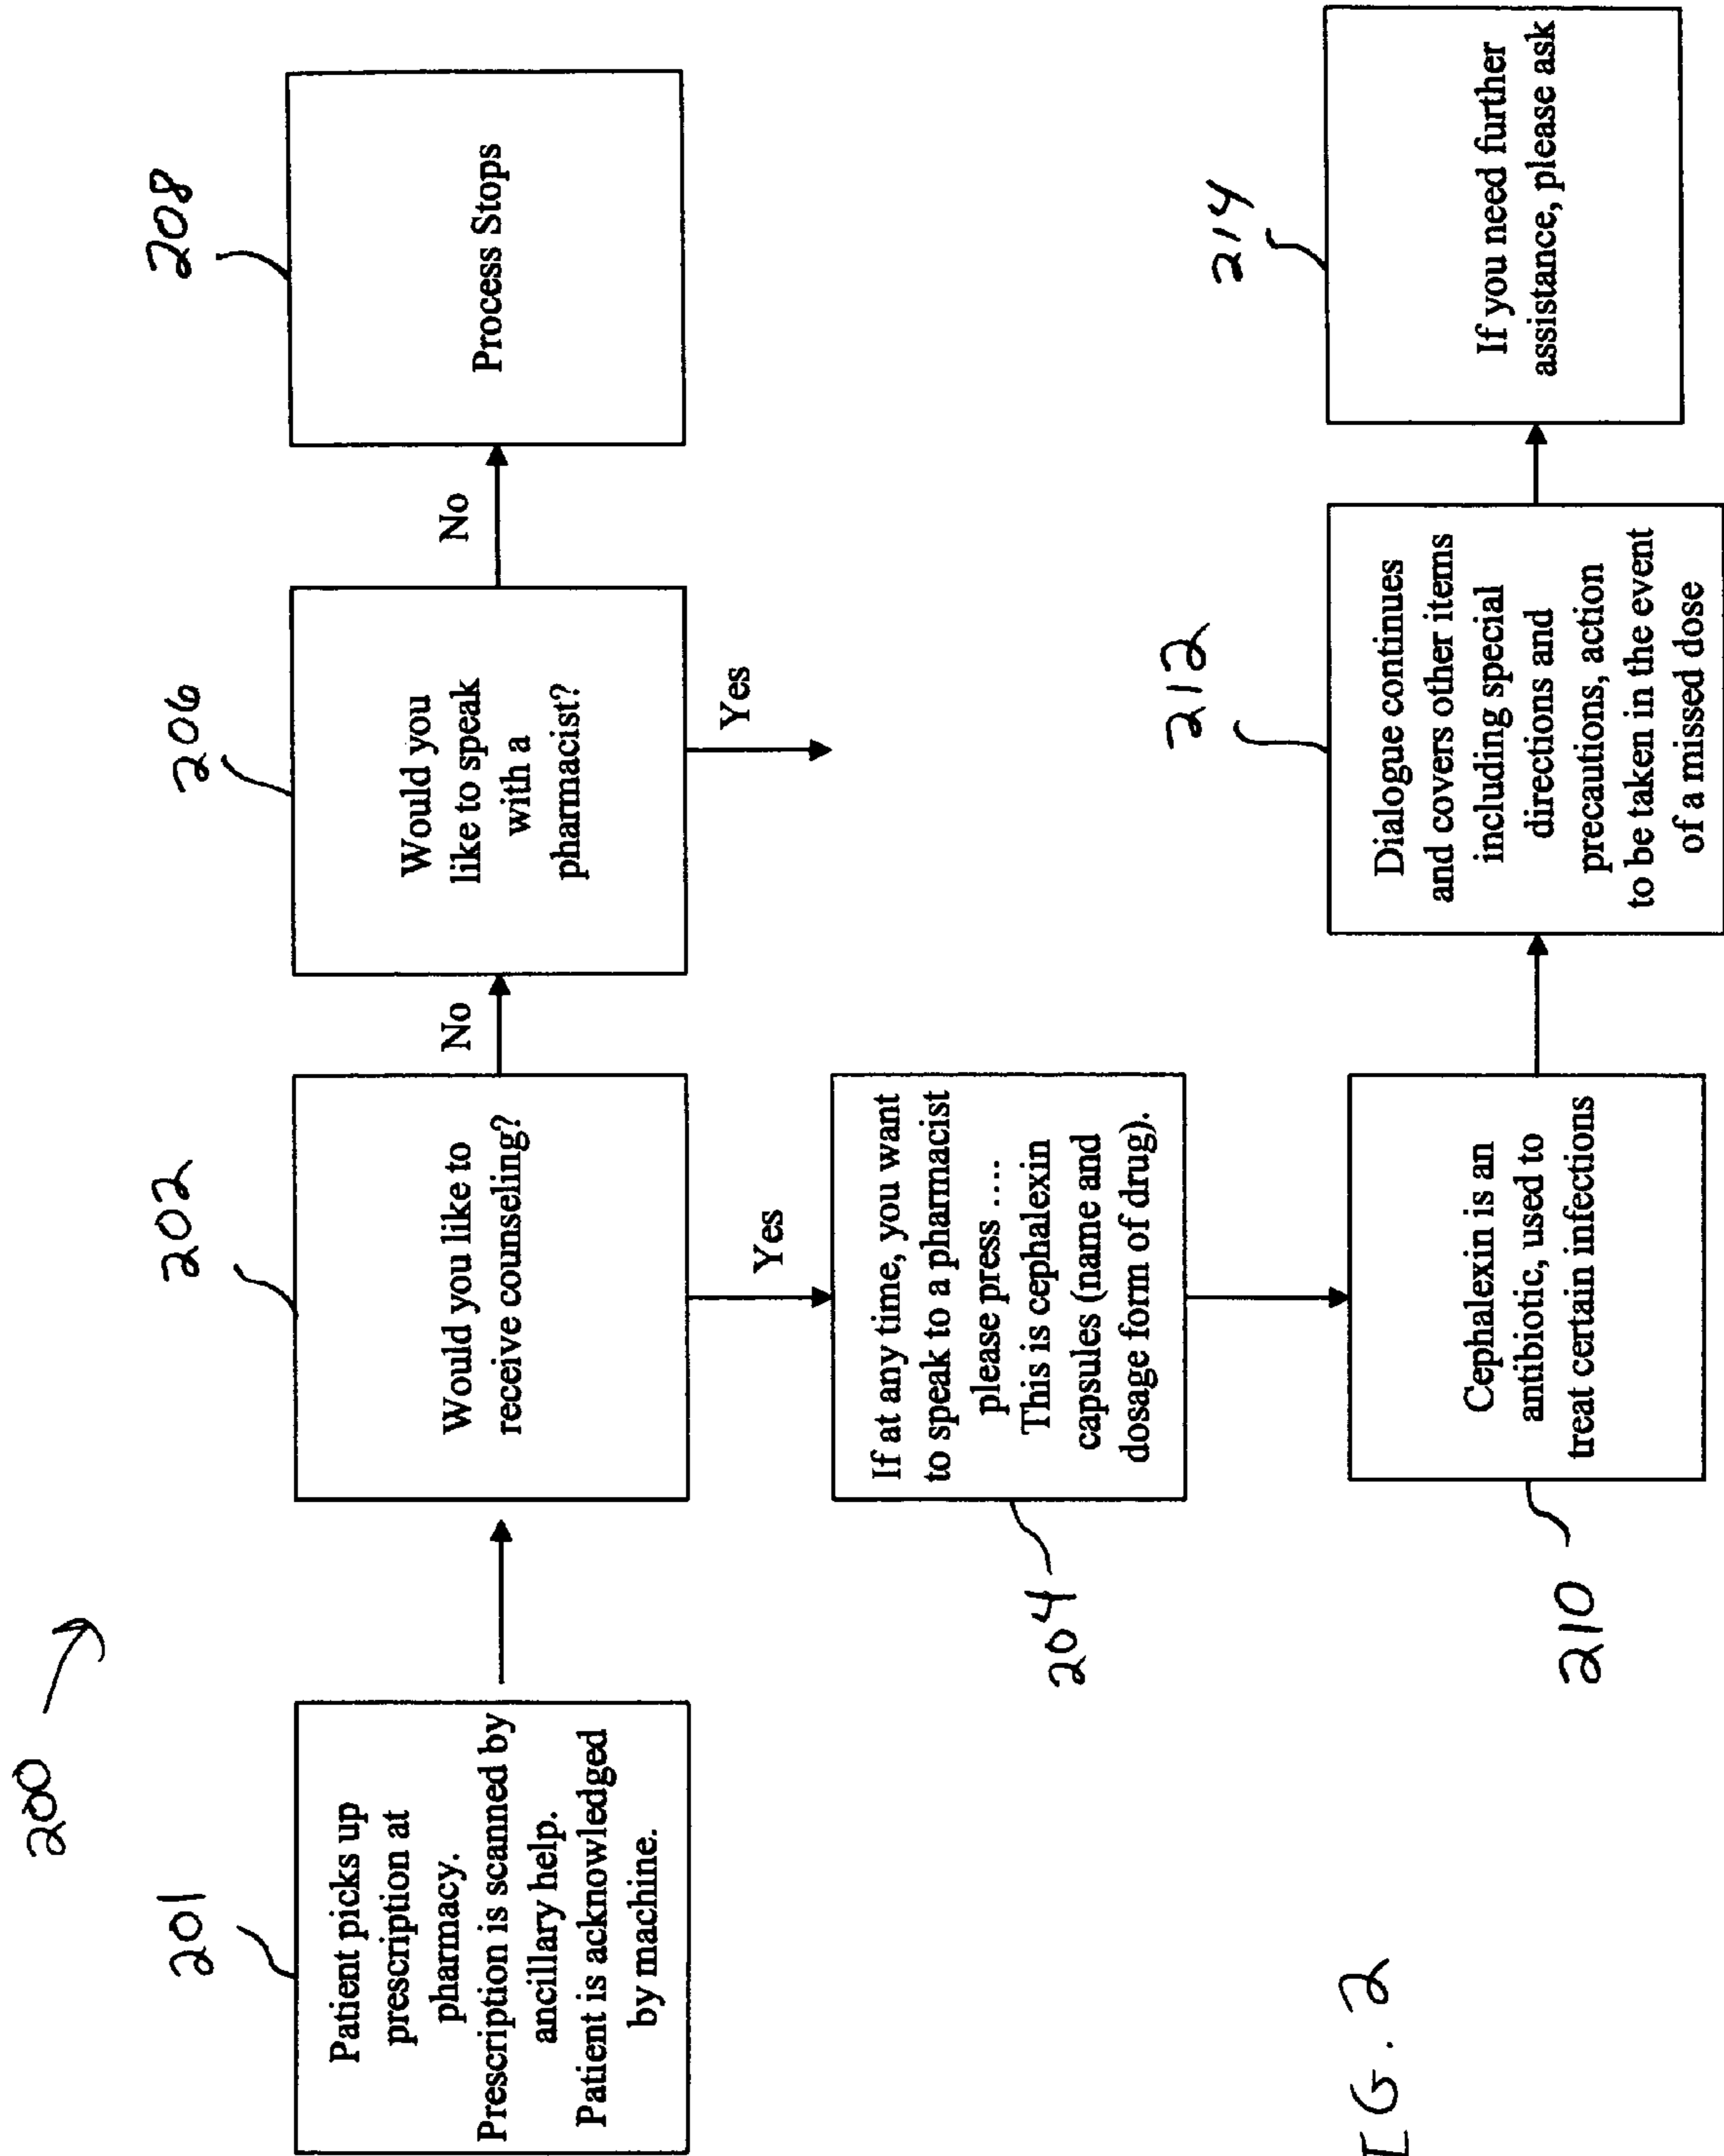 200
201
Patient picks up
prescription at
pharmacy.
Prescription is scanned by
ancillary help.
Patient is acknowledged
by machine.
202
Would you like to
receive counseling?
No
206
Would you
like to speak
with a
pharmacist?
No
208
Process Stops
Yes
Yes
204
If at any time, you want
to speak to a pharmacist
please press ....
This is cephalexin
capsules (name and
dosage form of drug).
210
Cephalexin is an
antibiotic, used to
treat certain infections
212
Dialogue continues
and covers other items
including special
directions and
precautions, action
to be taken in the event
of a missed dose
214
If you need further
assistance, please ask
IG. 2